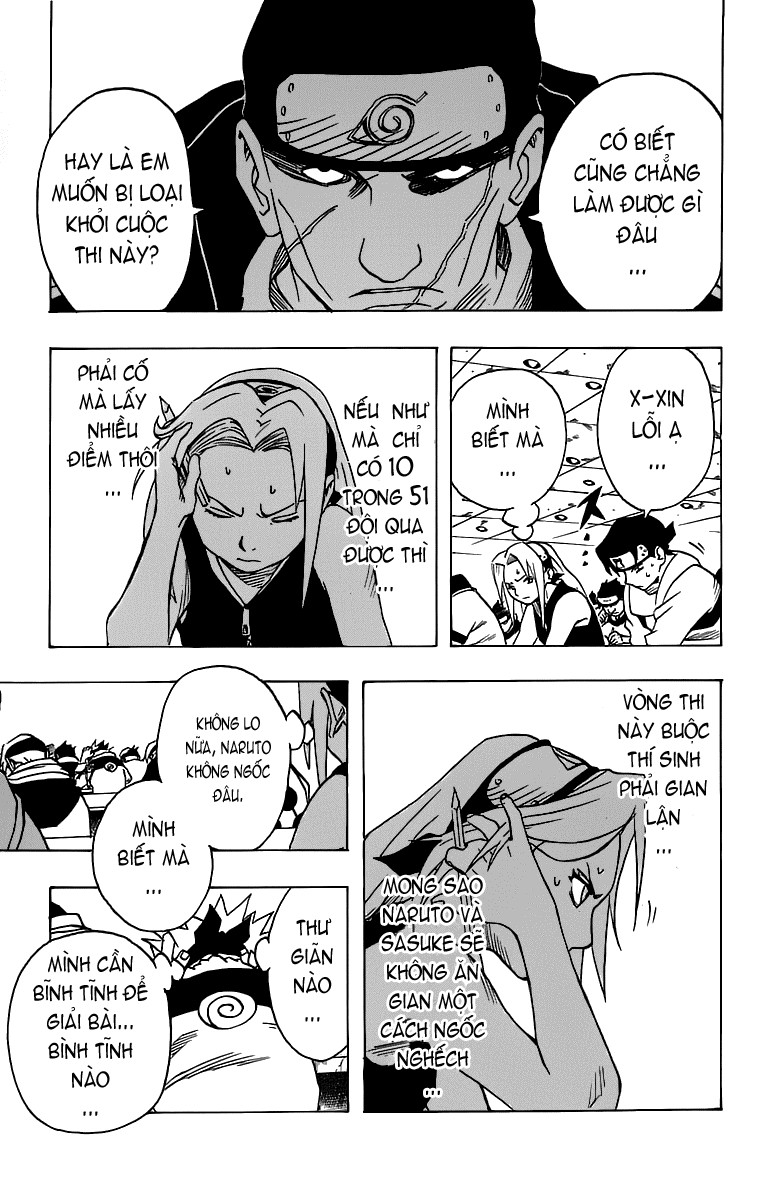 CÓ BIẾT
CŨNG CHẲNG
LÀM ĐƯỢC GÌ
ĐÂU
...
HAY LÀ EM
MUỐN BỊ LOẠI
KHỎI CUỘC
THI NÀY?
X-XIN
LỖI Ạ
...
MÌNH
BIẾT MÀ
...
NẾU NHƯ
MÀ CHỈ
CÓ 10
TRONG 51
ĐỘI QUA
ĐƯỢC THÌ
...
PHẢI CỐ
MÀ LẤY
NHIỀU
ĐIỂM THÔI
...
VÒNG THI
NÀY BUỘC
THÍ SINH
PHẢI GIAN
LẬN
...
MONG SAO
NARUTO VÀ
SASUKE SẼ
KHÔNG ĂN
GIAN MỘT
CÁCH NGỐC
NGHẾCH
...
KHÔNG LO
NỮA, NARUTO
KHÔNG NGỐC
ĐÂU.
MÌNH
BIẾT MÀ
...
THƯ
GIÃN
NÀO
...
MÌNH CẦN
BĨNH TĨNH ĐỂ
GIẢI BÀI...
BÌNH TĨNH
NÀO
...